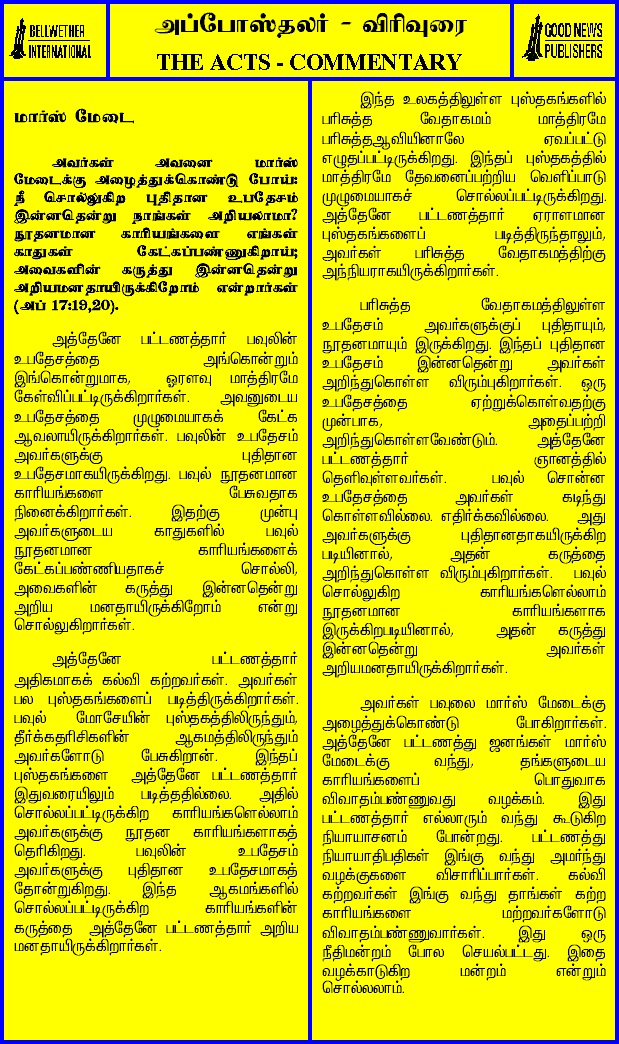 BELLWETHER
INTERNATIONAL
அப்போஸ்தலர் - விரிவுரை
THE ACTS - COMMENTARY
GOOD NEWS
PUBLISHERS
மார்ஸ் மேடை
அவர்கள் அவனை மார்ஸ்
மேடைக்கு அழைத்துக்கொண்டு போய்:
நீ சொல்லுகிற புதிதான உபதேசம்
இன்னதென்று நாங்கள் அறியலாமா?
நூதனமான காரியங்களை எங்கள்
காதுகள் கேட்கப்பண்ணுகிறாய்;
அவைகளின் கருத்து இன்னதென்று
அறியமனதாயிருக்கிறோம் என்றார்கள்
(அப் 17:19,20).
அத்தேனே பட்டணத்தார் பவுலின்
உபதேசத்தை அங்கொன்றும்
இங்கொன்றுமாக, ஓரளவு மாத்திரமே
கேள்விப்பட்டிருக்கிறார்கள். அவனுடைய
உபதேசத்தை முழுமையாகக் கேட்க
ஆவலாயிருக்கிறார்கள். பவுலின் உபதேசம்
அவர்களுக்கு புதிதான
உபதேசமாகயிருக்கிறது. பவுல் நூதனமான
காரியங்களை பேசுவதாக
நினைக்கிறார்கள். இதற்கு முன்பு
அவர்களுடைய காதுகளில் பவுல்
நூதனமான காரியங்களைக்
கேட்கப்பண்ணியதாகச் சொல்லி,
அவைகளின் கருத்து இன்னதென்று
அறிய மனதாயிருக்கிறோம் என்று
சொல்லுகிறார்கள்.
அத்தேனே பட்டணத்தார்
அதிகமாகக் கல்வி கற்றவர்கள். அவர்கள்
பல புஸ்தகங்களைப் படித்திருக்கிறார்கள்.
பவுல் மோசேயின் புஸ்தகத்திலிருந்தும்,
தீர்க்கதரிசிகளின் ஆகமத்திலிருந்தும்
அவர்களோடு பேசுகிறான். இந்தப்
புஸ்தகங்களை அத்தேனே பட்டணத்தார்
இதுவரையிலும் படித்ததில்லை. அதில்
சொல்லப்பட்டிருக்கிற காரியங்களெல்லாம்
அவர்களுக்கு நூதன காரியங்களாகத்
தெரிகிறது. பவுலின் உபதேசம்
அவர்களுக்கு புதிதான உபதேசமாகத்
தோன்றுகிறது. இந்த ஆகமங்களில்
சொல்லப்பட்டிருக்கிற காரியங்களின்
கருத்தை அத்தேனே பட்டணத்தார் அறிய
மனதாயிருக்கிறார்கள்.
இந்த உலகத்திலுள்ள புஸ்தகங்களில்
பரிசுத்த வேதாகமம் மாத்திரமே
பரிசுத்தஆவியினாலே ஏவப்பட்டு
எழுதப்பட்டிருக்கிறது. இந்தப் புஸ்தகத்தில்
மாத்திரமே தேவனைப்பற்றிய வெளிப்பாடு
முழுமையாகச் சொல்லப்பட்டிருக்கிறது.
அத்தேனே பட்டணத்தார் ஏராளமான
புஸ்தகங்களைப் படித்திருந்தாலும்,
அவர்கள் பரிசுத்த வேதாகமத்திற்கு
அந்நியராகயிருக்கிறார்கள்.
பரிசுத்த வேதாகமத்திலுள்ள
உபதேசம் அவர்களுக்குப் புதிதாயும்,
நூதனமாயும் இருக்கிறது. இந்தப் புதிதான
உபதேசம் இன்னதென்று அவர்கள்
அறிந்துகொள்ள விரும்புகிறார்கள். ஒரு
உபதேசத்தை ஏற்றுக்கொள்வதற்கு
முன்பாக, அதைப்பற்றி
அறிந்துகொள்ளவேண்டும். அத்தேனே
பட்டணத்தார் ஞானத்தில்
தெளிவுள்ளவர்கள். பவுல் சொன்ன
உபதேசத்தை அவர்கள் கடிந்து
கொள்ளவில்லை. எதிர்க்கவில்லை. அது
அவர்களுக்கு புதிதானதாகயிருக்கிற
படியினால், அதன் கருத்தை
அறிந்துகொள்ள விரும்புகிறார்கள். பவுல்
சொல்லுகிற காரியங்களெல்லாம்
நூதனமான காரியங்களாக
இருக்கிறபடியினால், அதன் கருத்து
இன்னதென்று அவர்கள்
அறியமனதாயிருக்கிறார்கள்.
அவர்கள் பவுலை மார்ஸ் மேடைக்கு
அழைத்துக்கொண்டு போகிறார்கள்.
அத்தேனே பட்டணத்து ஜனங்கள் மார்ஸ்
மேடைக்கு வந்து, தங்களுடைய
காரியங்களைப் பொதுவாக
விவாதம்பண்ணுவது வழக்கம். இது
பட்டணத்தார் எல்லாரும் வந்து கூடுகிற
நியாயாசனம் போன்றது. பட்டணத்து
நியாயாதிபதிகள் இங்கு வந்து அமர்ந்து
வழக்குகளை விசாரிப்பார்கள். கல்வி
கற்றவர்கள் இங்கு வந்து தாங்கள் கற்ற
காரியங்களை மற்றவர்களோடு
விவாதம்பண்ணுவார்கள். இது ஒரு
நீதிமன்றம் போல செயல்பட்டது. இதை
வழக்காடுகிற மன்றம் என்றும்
சொல்லலாம்.